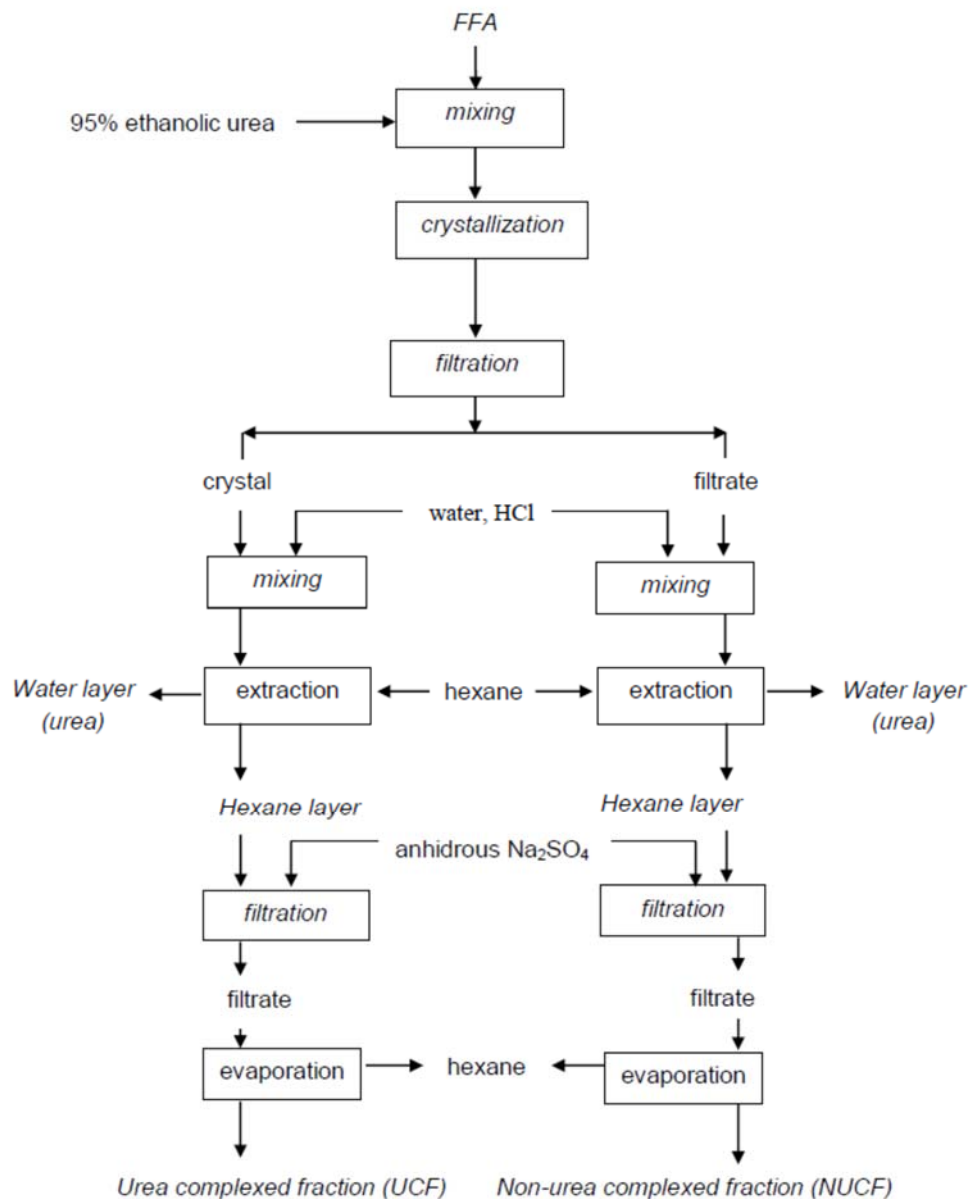 FFA
mixing
95% ethanolic urea
crystallization
filtration
crystal
filtrate
water, HCl
mixing
mixing
Water layer
(urea)
extraction
hexane
extraction
Water layer
(urea)
Hexane layer
Hexane layer
anhidrous Na₂SO₄
filtration
filtration
filtrate
filtrate
evaporation
hexane
evaporation
Urea complexed fraction (UCF)
Non-urea complexed fraction (NUCF)